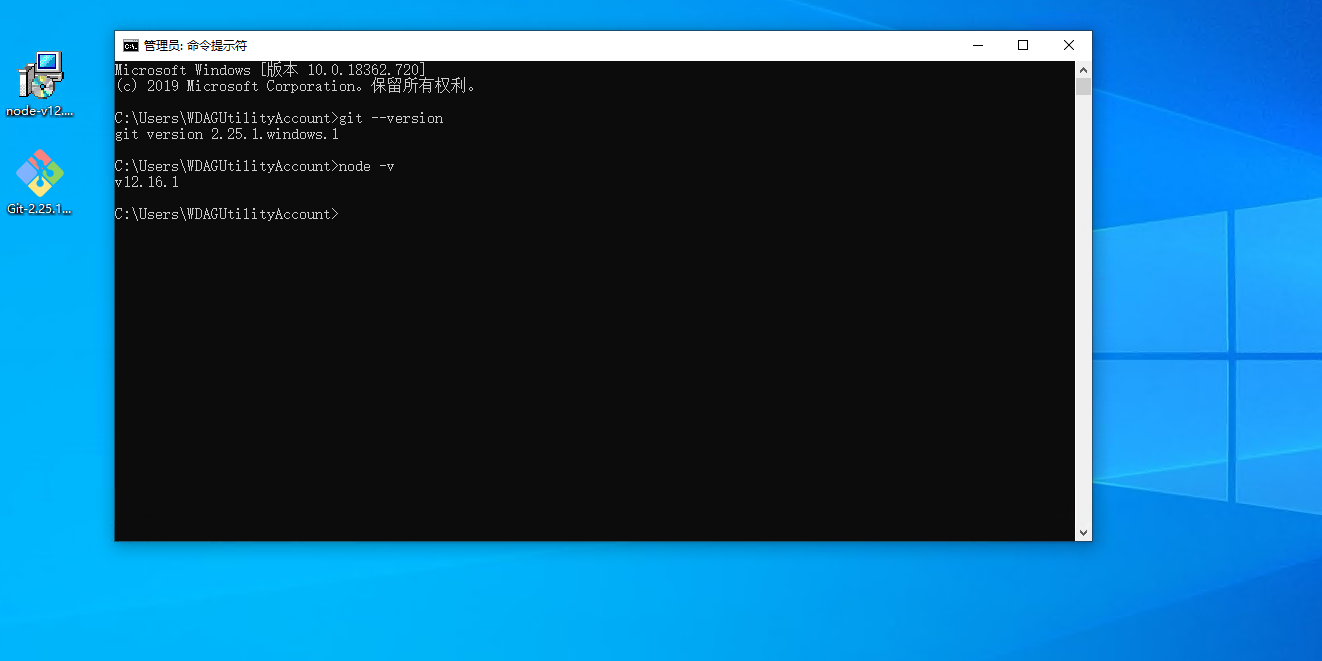 管理员: 命令提示符
Microsoft Windows [版本 10.0.18362.720]
(c) 2019 Microsoft Corporation。保留所有权利。
C:\Users\WDAGUtilityAccount>git --version
git version 2.25.1.windows.1
C:\Users\WDAGUtilityAccount>node -v
v12.16.1
C:\Users\WDAGUtilityAccount>
node-v12....
Git-2.25.1...